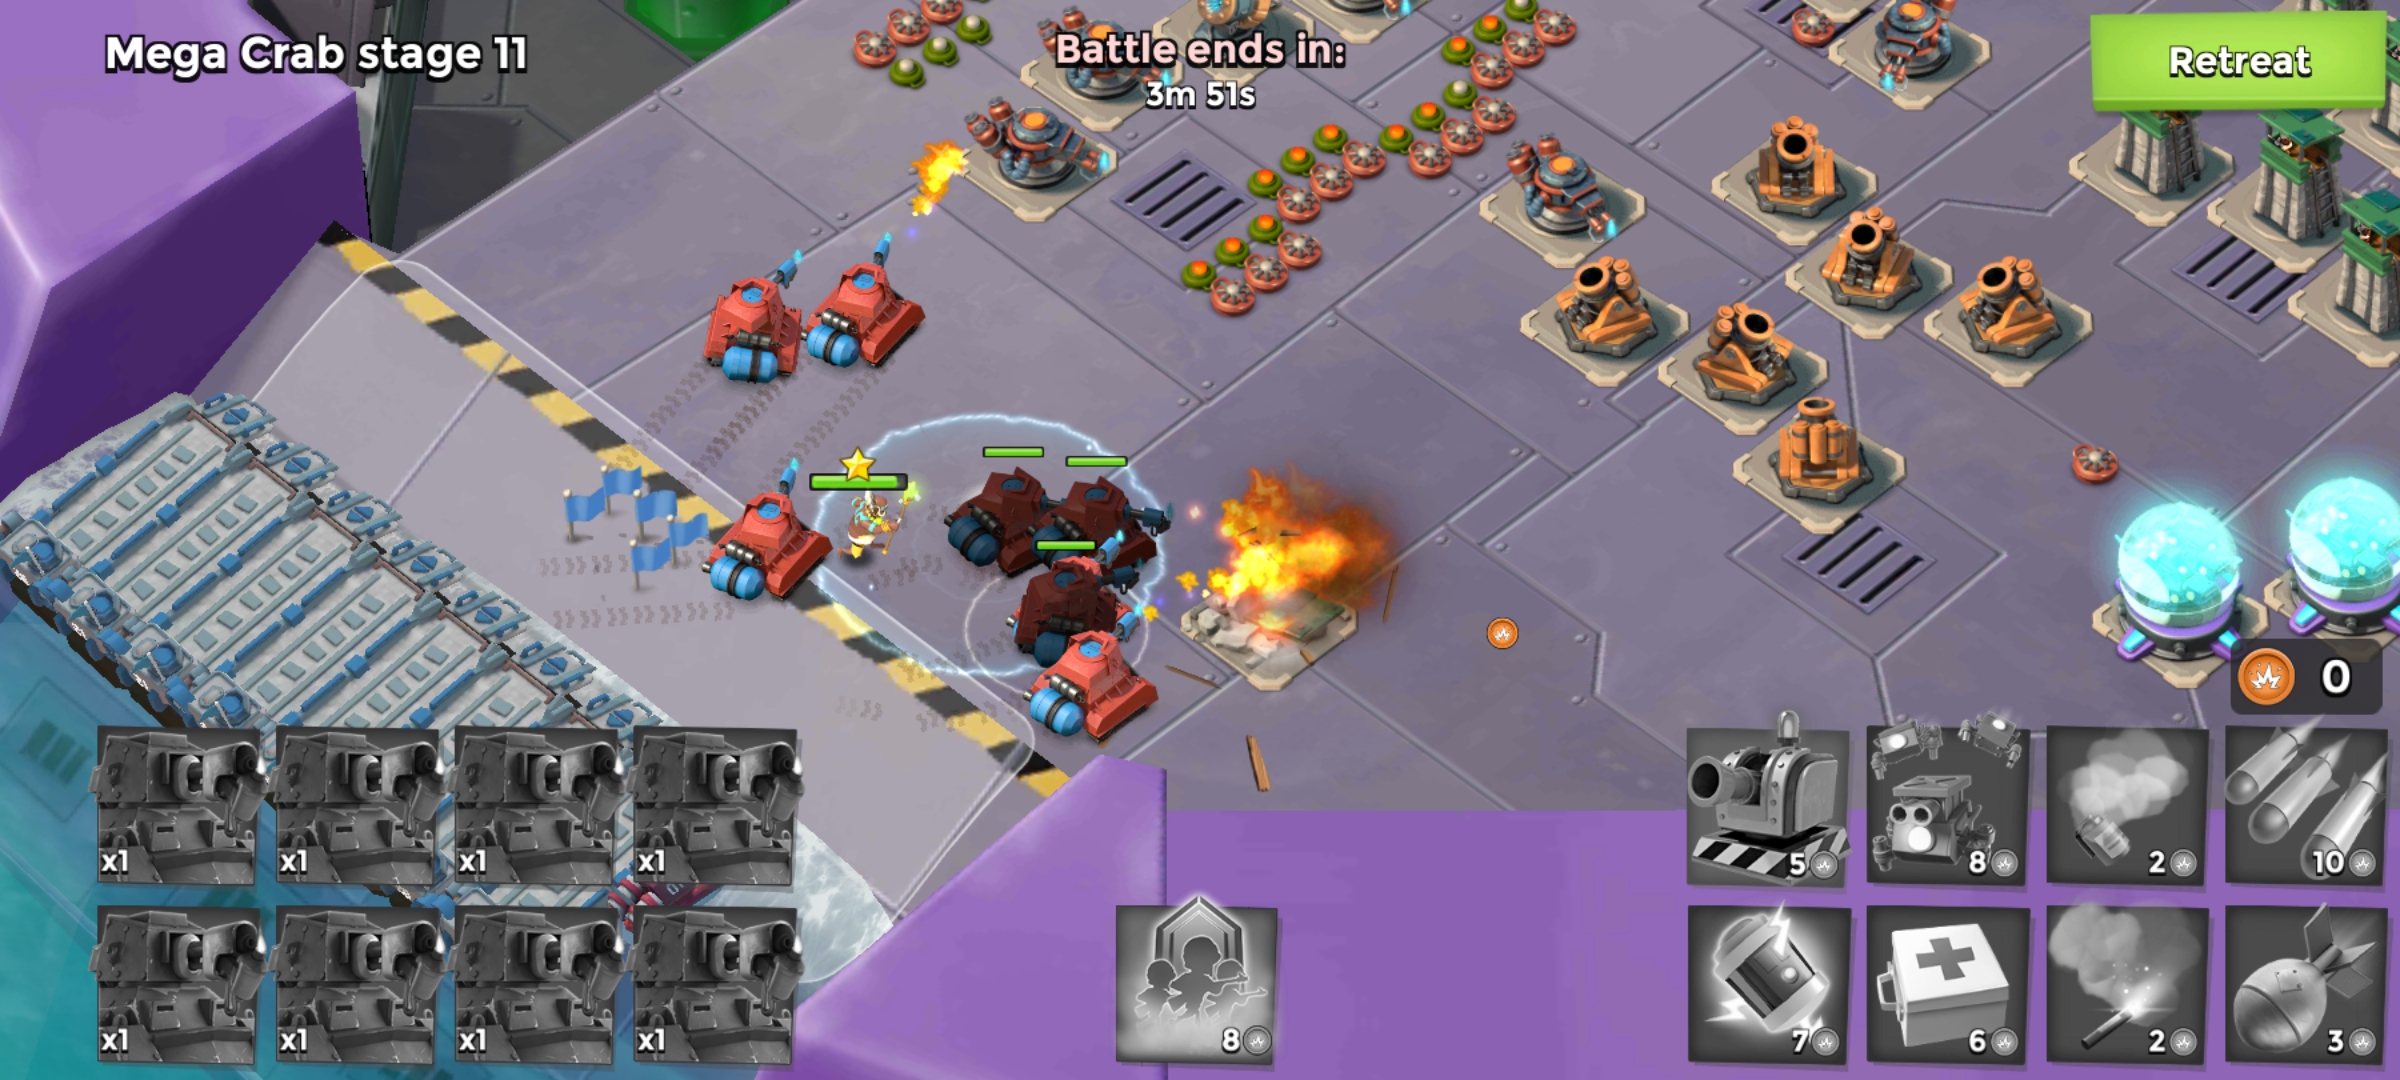 Mega Crab stage 11
Battle ends in:
3m 51s
Retreat
0
x1
x1
x1
x1
5
8
2
10
x1
x1
x1
x1
8
7
6
2
3